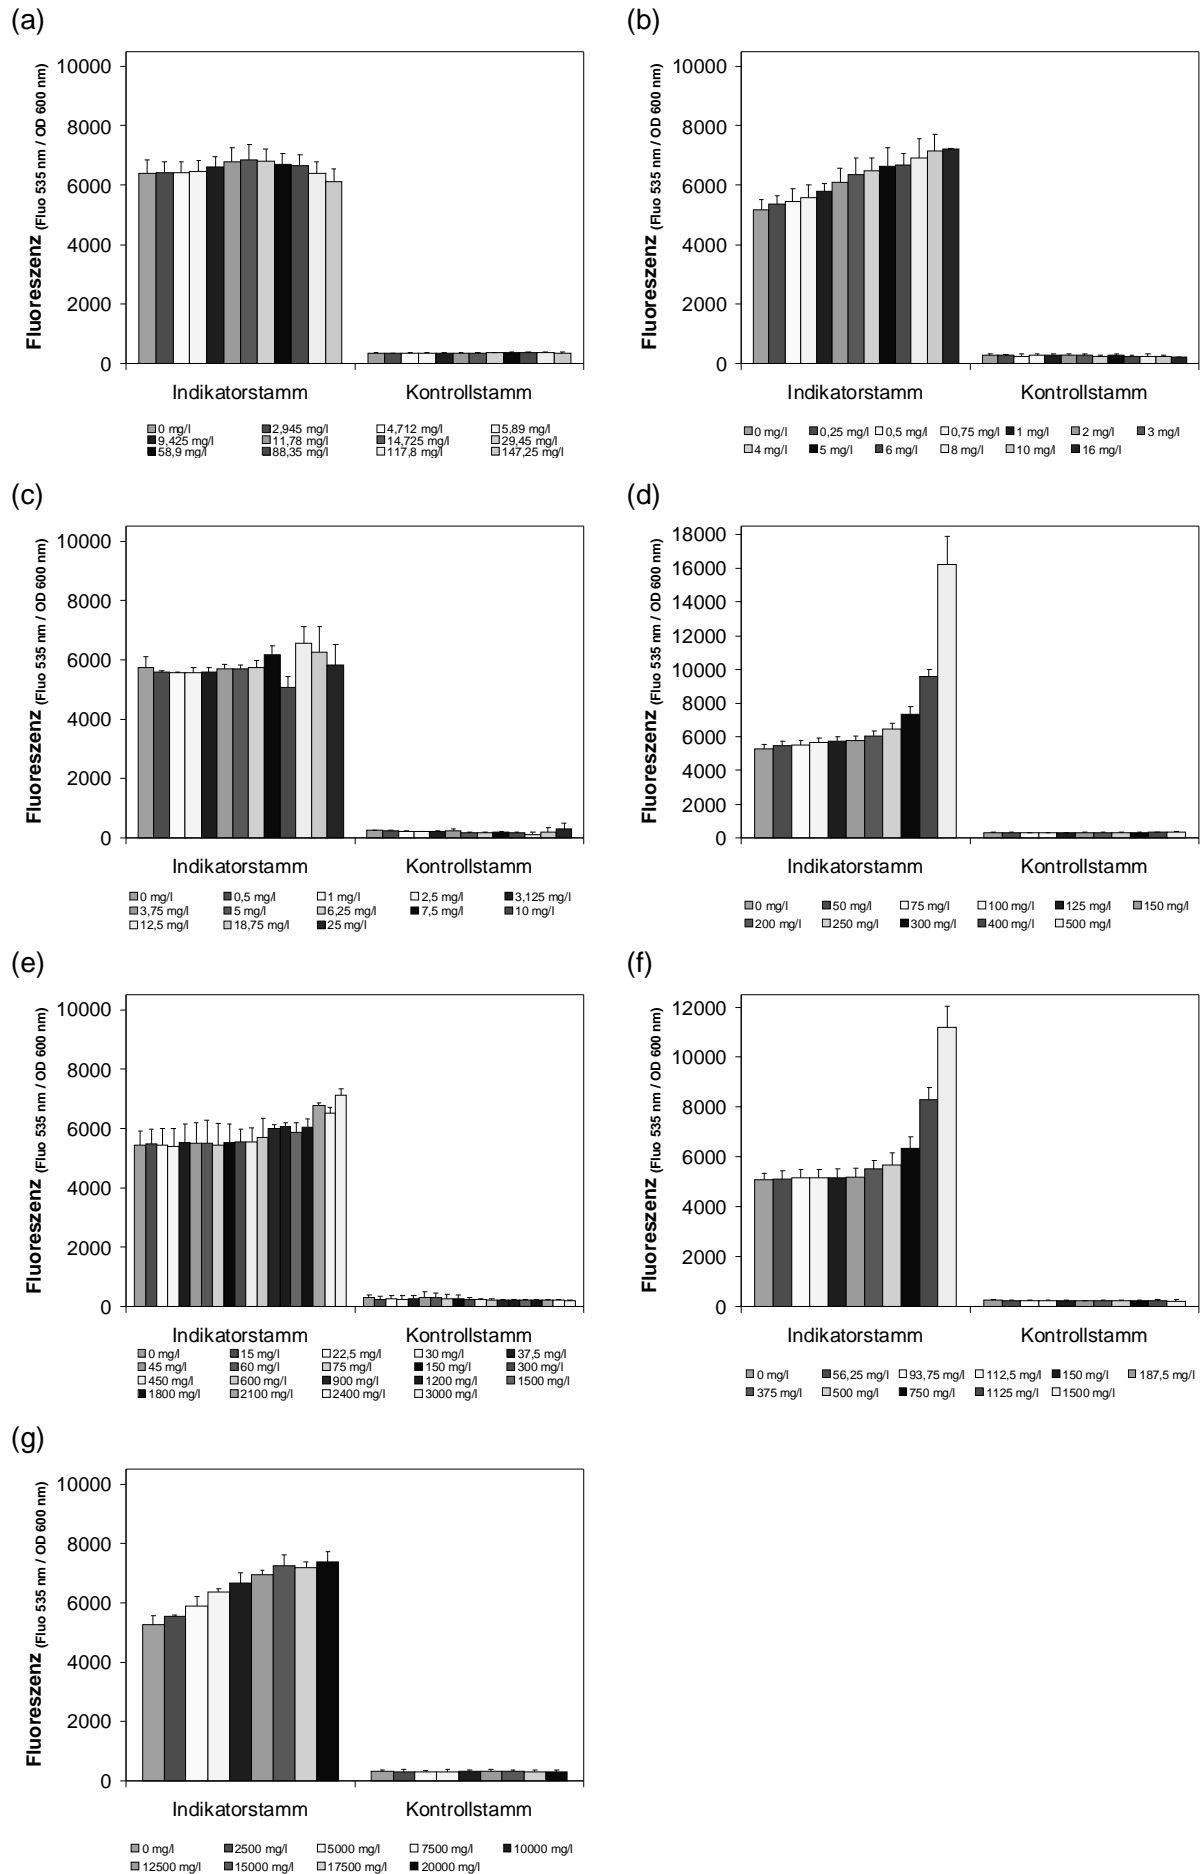 (a)
Fluoreszenz (Fluo 535 nm / OD 600 nm)
10000
8000
6000
4000
2000
0
Indikatorstamm Kontrollstamm
0 mg/l 2,945 mg/l 4,712 mg/l 5,89 mg/l
9,425 mg/l 11,78 mg/l 14,725 mg/l 29,45 mg/l
58,9 mg/l 88,35 mg/l 117,8 mg/l 147,25 mg/l
(b)
Fluoreszenz (Fluo 535 nm / OD 600 nm)
10000
8000
6000
4000
2000
0
Indikatorstamm Kontrollstamm
0 mg/l 0,25 mg/l 0,5 mg/l 0,75 mg/l 1 mg/l 2 mg/l 3 mg/l
4 mg/l 5 mg/l 6 mg/l 8 mg/l 10 mg/l 16 mg/l
(c)
Fluoreszenz (Fluo 535 nm / OD 600 nm)
10000
8000
6000
4000
2000
0
Indikatorstamm Kontrollstamm
0 mg/l 0,5 mg/l 1 mg/l 2,5 mg/l 3,125 mg/l
3,75 mg/l 5 mg/l 6,25 mg/l 7,5 mg/l 10 mg/l
12,5 mg/l 18,75 mg/l 25 mg/l
(d)
Fluoreszenz (Fluo 535 nm / OD 600 nm)
18000
16000
14000
12000
10000
8000
6000
4000
2000
0
Indikatorstamm Kontrollstamm
0 mg/l 50 mg/l 75 mg/l 100 mg/l 125 mg/l 150 mg/l
200 mg/l 250 mg/l 300 mg/l 400 mg/l 500 mg/l
(e)
Fluoreszenz (Fluo 535 nm / OD 600 nm)
10000
8000
6000
4000
2000
0
Indikatorstamm Kontrollstamm
0 mg/l 15 mg/l 22,5 mg/l 30 mg/l 37,5 mg/l
45 mg/l 60 mg/l 75 mg/l 150 mg/l 300 mg/l
450 mg/l 600 mg/l 900 mg/l 1200 mg/l 1500 mg/l
1800 mg/l 2100 mg/l 2400 mg/l 3000 mg/l
(f)
Fluoreszenz (Fluo 535 nm / OD 600 nm)
12000
10000
8000
6000
4000
2000
0
Indikatorstamm Kontrollstamm
0 mg/l 56,25 mg/l 93,75 mg/l 112,5 mg/l 150 mg/l 187,5 mg/l
375 mg/l 500 mg/l 750 mg/l 1125 mg/l 1500 mg/l
(g)
Fluoreszenz (Fluo 535 nm / OD 600 nm)
10000
8000
6000
4000
2000
0
Indikatorstamm Kontrollstamm
0 mg/l 2500 mg/l 5000 mg/l 7500 mg/l 10000 mg/l
12500 mg/l 15000 mg/l 17500 mg/l 20000 mg/l